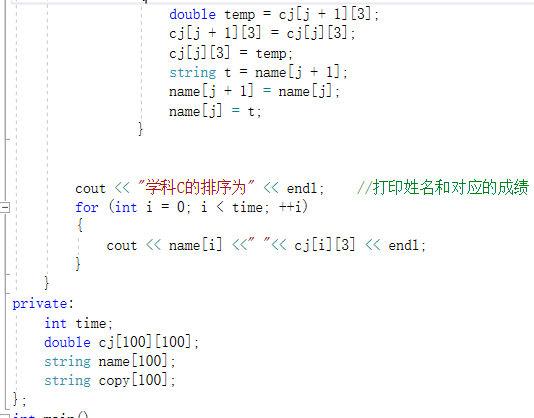 double temp = cj[j + 1][3];
cj[j + 1][3] = cj[j][3];
cj[j][3] = temp;
string t = name[j + 1];
name[j + 1] = name[j];
name[j] = t;
}
cout << "学科C的排序为" << endl; //打印姓名和对应的成绩
for (int i = 0; i < time; ++i)
{
cout << name[i] <<" "<< cj[i][3] << endl;
}
}
private:
int time;
double cj[100][100];
string name[100];
string copy[100];
};
int main()